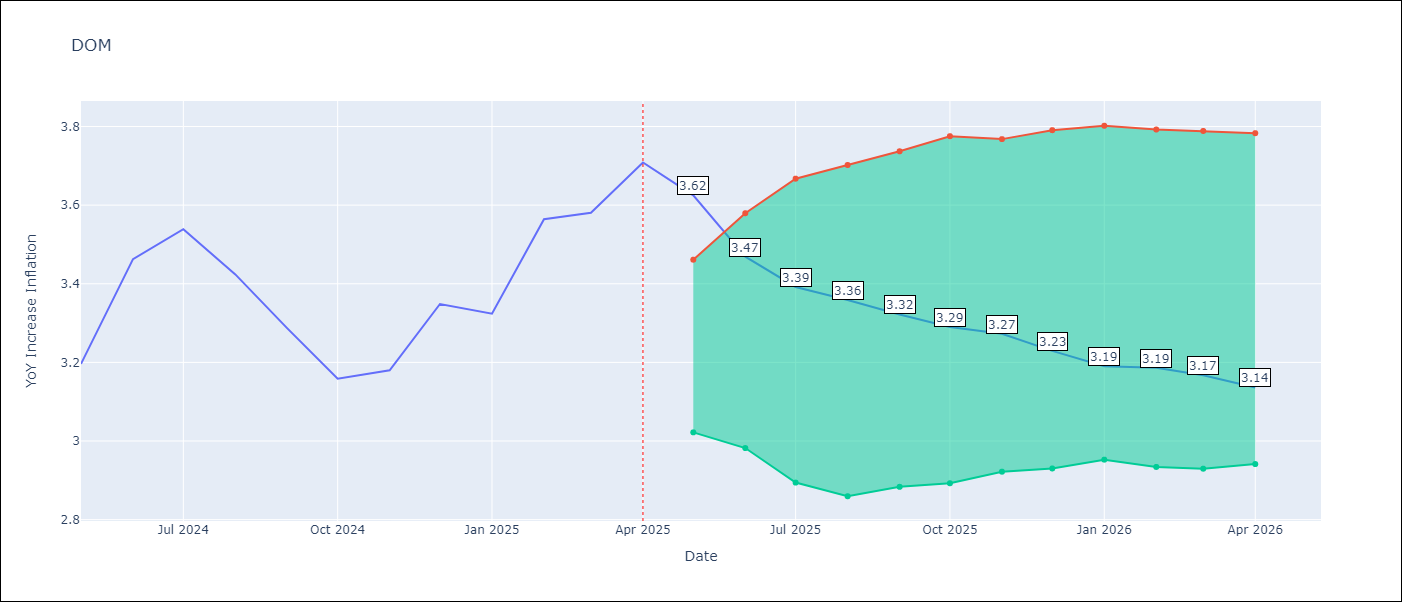 DOM
YoY Increase Inflation
3.8
3.6
3.4
3.2
3
2.8
3.62
3.47
3.39
3.36
3.32
3.29
3.27
3.23
3.19
3.19
3.17
3.14
Jul 2024
Oct 2024
Jan 2025
Apr 2025
Jul 2025
Oct 2025
Jan 2026
Apr 2026
Date